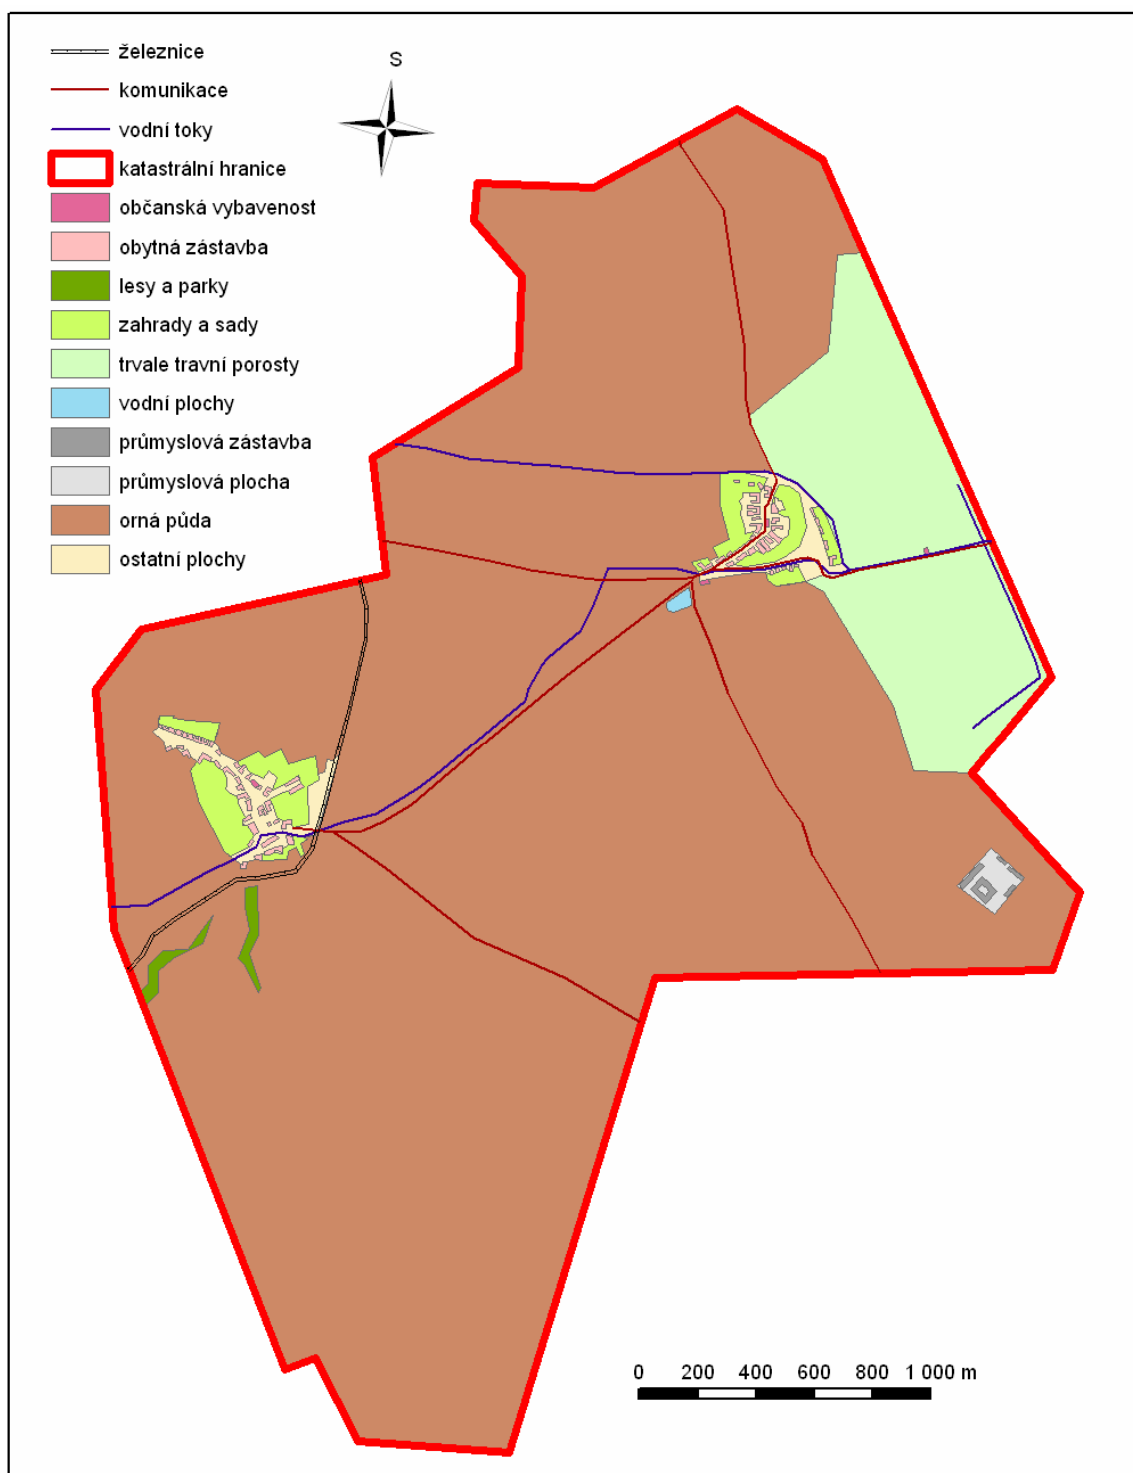 S
železnice
komunikace
vodní toky
katastrální hranice
občanská vybavenost
obytná zástavba
lesy a parky
zahrady a sady
trvale travní porosty
vodní plochy
průmyslová zástavba
průmyslová plocha
orná půda
ostatní plochy
0 200 400 600 800 1 000 m